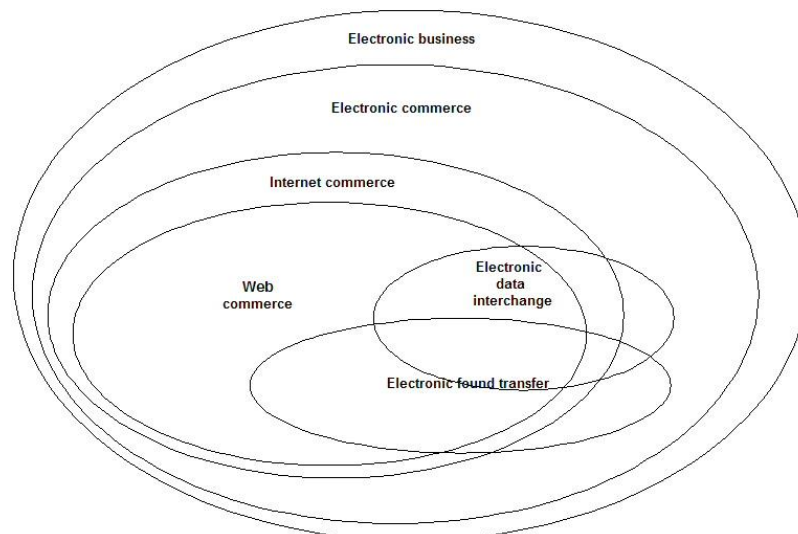 Electronic business
Electronic commerce
Internet commerce
Web
commerce
Electronic
data
interchange
Electronic found transfer